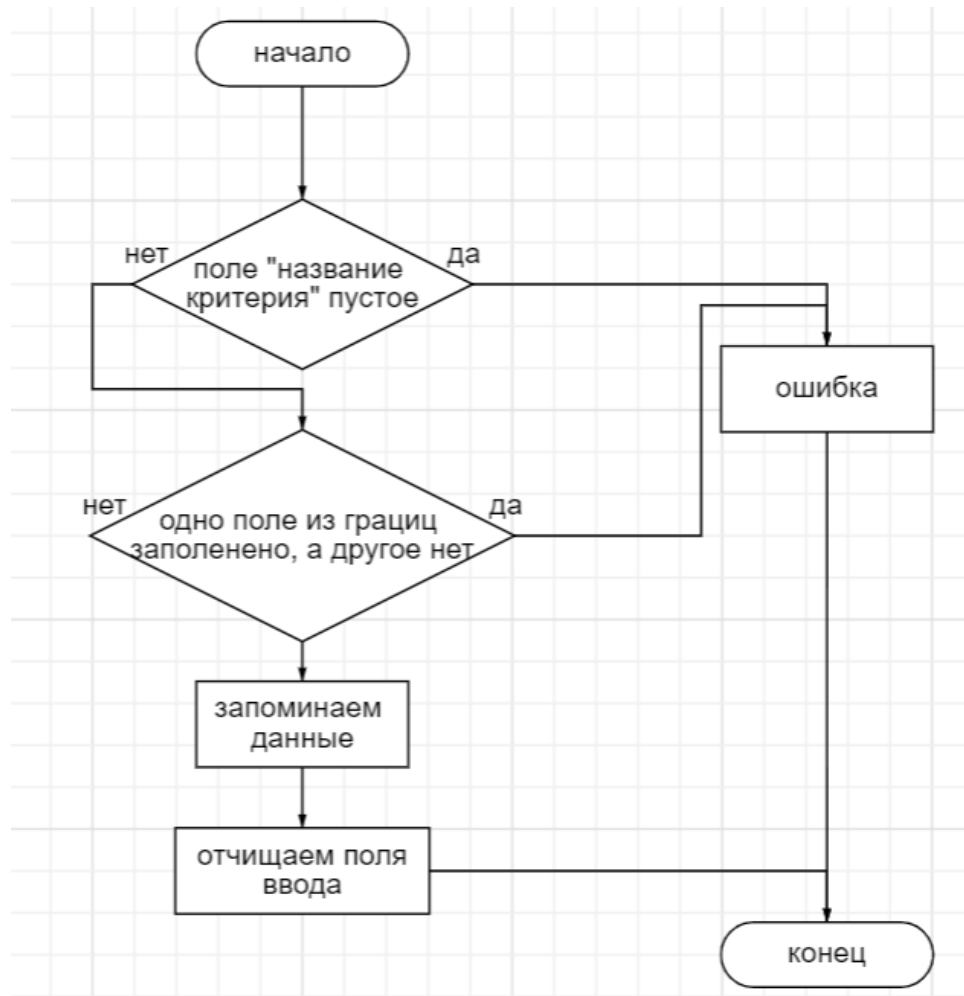 начало
нет
да
поле "название
критерия" пустое
ошибка
нет
да
одно поле из грациц
заполенено, а другое нет
запоминаем
данные
отчищаем поля
ввода
конец